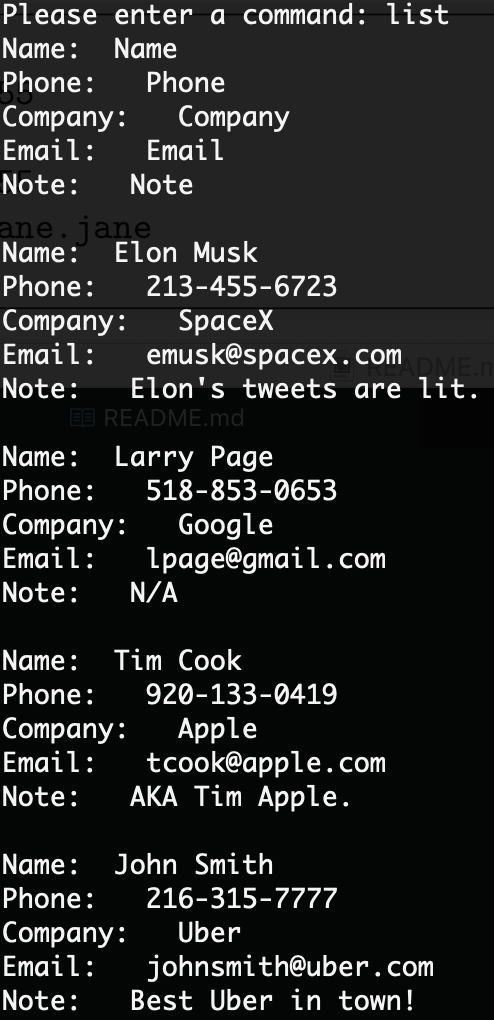 Please enter a command: list
Name:  Name
Phone:   Phone
Company:   Company
Email:   Email
Note:   Note
ane.jane
Name:  Elon Musk
Phone:   213-455-6723
Company:   SpaceX
Email:   emusk@spacex.com
README.m
Note:   Elon's tweets are lit.
README.md
Name:  Larry Page
Phone:   518-853-0653
Company:   Google
Email:   lpage@gmail.com
Note:   N/A
Name:  Tim Cook
Phone:   920-133-0419
Company:   Apple
Email:   tcook@apple.com
Note:   AKA Tim Apple.
Name:  John Smith
Phone:   216-315-7777
Company:   Uber
Email:   johnsmith@uber.com
Note:   Best Uber in town!